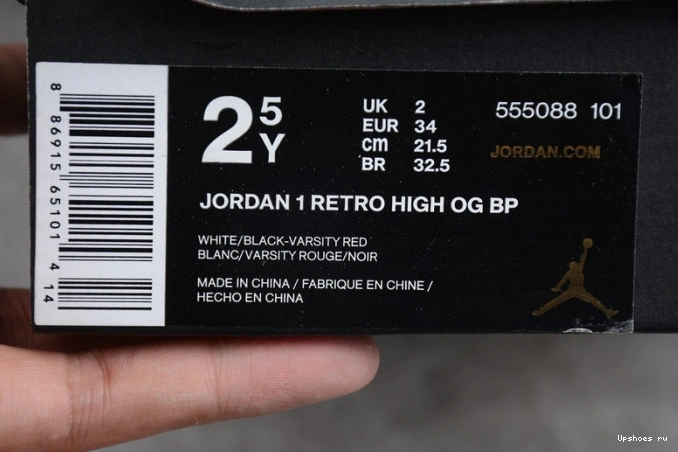 8 86915 65101 4 14
2 5 Y
UK 2
EUR 34
cm 21.5
BR 32.5
555088 101
JORDAN.COM
JORDAN 1 RETRO HIGH OG BP
WHITE/BLACK-VARSITY RED
BLANC/VARSITY ROUGE/NOIR
MADE IN CHINA / FABRIQUE EN CHINE /
HECHO EN CHINA
Upshoes ru